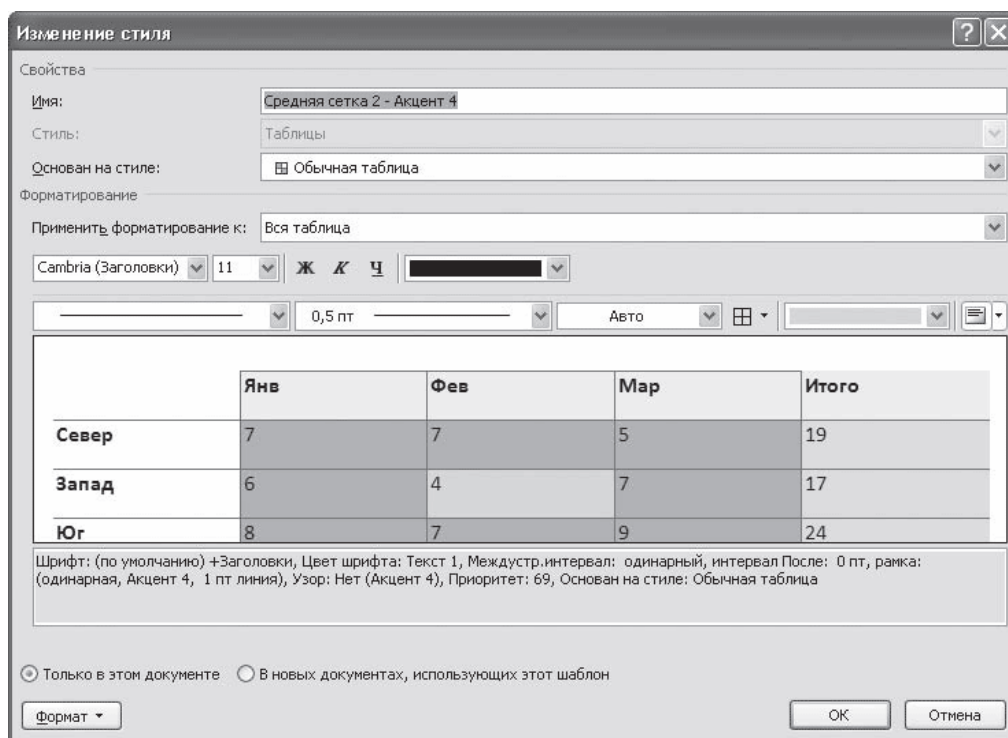 Изменение стиля
Свойства
Имя: Средняя сетка 2 - Акцент 4
Стиль: Таблицы
Основан на стиле: Обычная таблица
Форматирование
Применить форматирование к: Вся таблица
Cambria (Заголовки) 11 Ж К Ч
0,5 пт Авто
Янв Фев Мар Итого
Север 7 7 5 19
Запад 6 4 7 17
Юг 8 7 9 24
Шрифт: (по умолчанию) +Заголовки, Цвет шрифта: Текст 1, Междустр.интервал: одинарный, интервал После: 0 пт, рамка:
(одинарная, Акцент 4, 1 пт линия), Узор: Нет (Акцент 4), Приоритет: 69, Основан на стиле: Обычная таблица
Только в этом документе В новых документах, использующих этот шаблон
Формат ОК Отмена